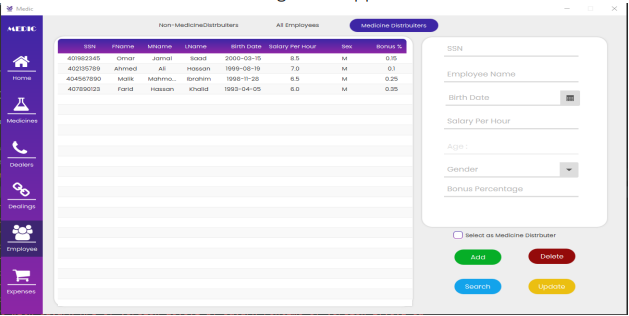 Medic
MEDIC
Non-MedicineDistrbuiters All Employees Medicine Distrbuiters
SSN FName MName LName Birth Date Salary Per Hour Sex Bonus %
401982345 Omar Jamal Saad 2000-03-15 8.5 M 0.15
402135789 Ahmed Ali Hassan 1999-08-19 7.0 M 0.1
404567890 Malik Mahmo... Ibrahim 1998-11-28 6.5 M 0.25
407890123 Farid Hassan Khalid 1993-04-05 6.0 M 0.35
Home
Medicines
Dealers
Dealings
Employee
Expenses
SSN
Employee Name
Birth Date
Salary Per Hour
Age :
Gender
Bonus Percentage
Select as Medicine Distrbuter
Add Delete
Search Update